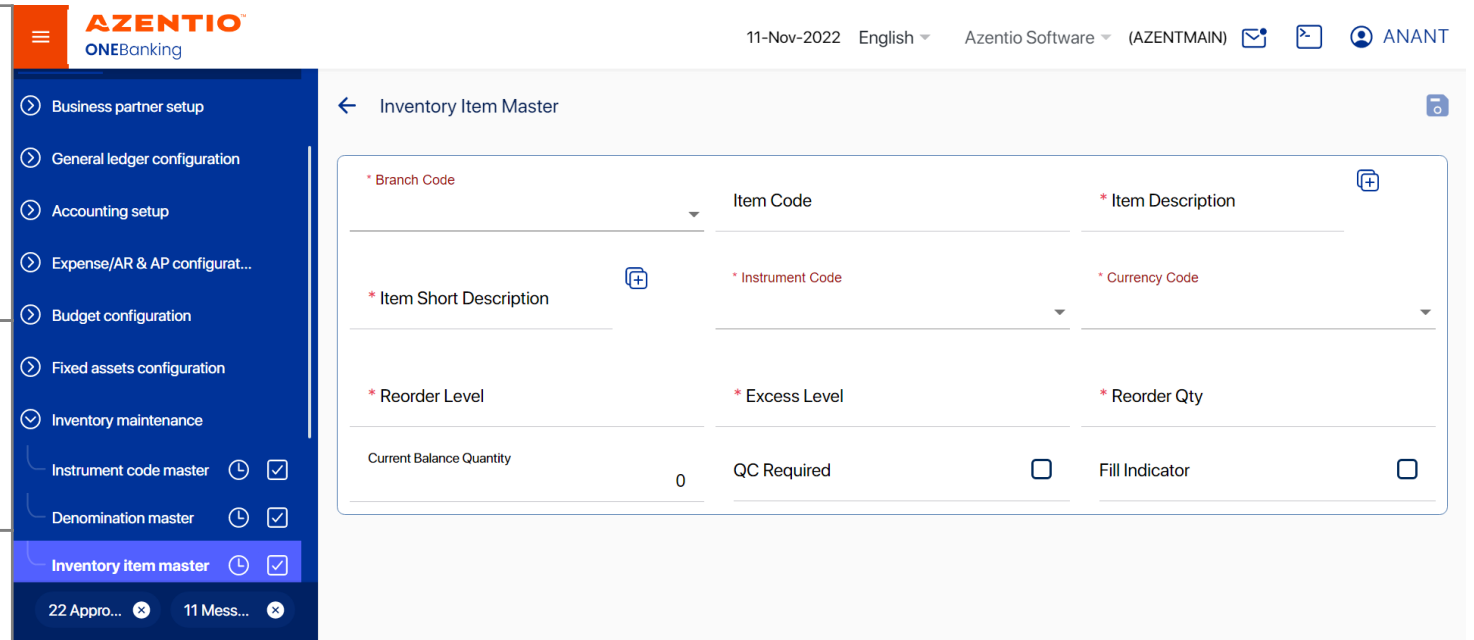 AZENTIO™
ONEBanking
11-Nov-2022 English Azentio Software (AZENTMAIN) ANANT
Business partner setup
General ledger configuration
Accounting setup
Expense/AR & AP configurat...
Budget configuration
Fixed assets configuration
Inventory maintenance
Instrument code master
Denomination master
Inventory item master
22 Appro...
11 Mess...
Inventory Item Master
* Branch Code
Item Code
* Item Description
* Item Short Description
* Instrument Code
* Currency Code
* Reorder Level
* Excess Level
* Reorder Qty
Current Balance Quantity
0
QC Required
Fill Indicator